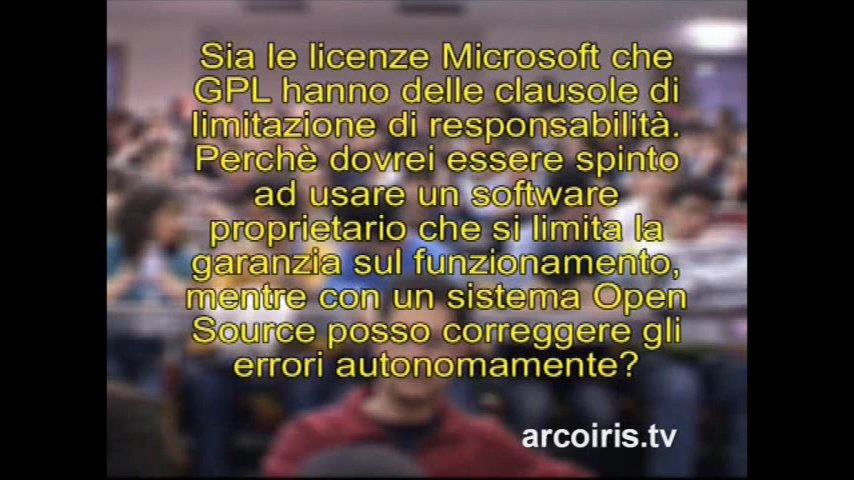 Sia le licenze Microsoft che
GPL hanno delle clausole di
limitazione di responsabilità.
Perchè dovrei essere spinto
ad usare un software
proprietario che si limita la
garanzia sul funzionamento,
mentre con un sistema Open
Source posso correggere gli
errori autonomamente?
arcoiris.tv